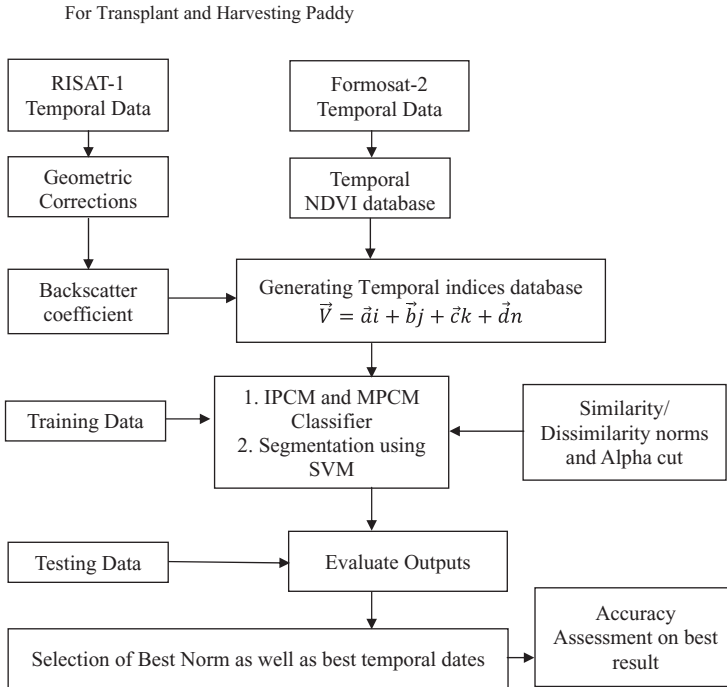 For Transplant and Harvesting Paddy
RISAT-1
Temporal Data
Formosat-2
Temporal Data
Geometric
Corrections
Temporal
NDVI database
Backscatter
coefficient
Generating Temporal indices database
V⃗ = a⃗i + b⃗j + c⃗k + d⃗n
Training Data
1. IPCM and MPCM
Classifier
2. Segmentation using
SVM
Similarity/
Dissimilarity norms
and Alpha cut
Testing Data
Evaluate Outputs
Selection of Best Norm as well as best temporal dates
Accuracy
Assessment on best
result